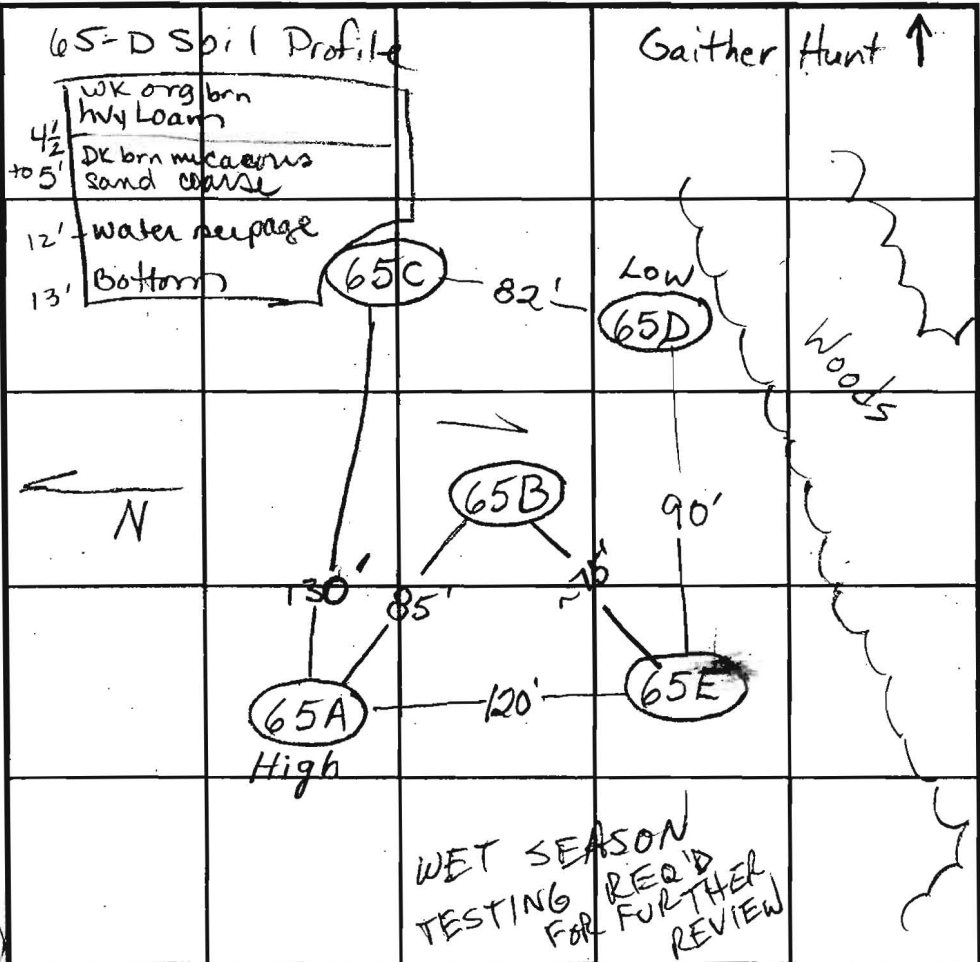 65-D Soil Profile
Gaither Hunt
wk org brn
hvy Loam
4 1/2
to 5'
Dk brn micaceous
sand coarse
12'
water seepage
13'
Bottom
65C
82'
Low
65D
Woods
N
65B
90'
130'
85'
65A
120'
65E
High
WET SEASON
TESTING REQ'D
FOR FURTHER
REVIEW